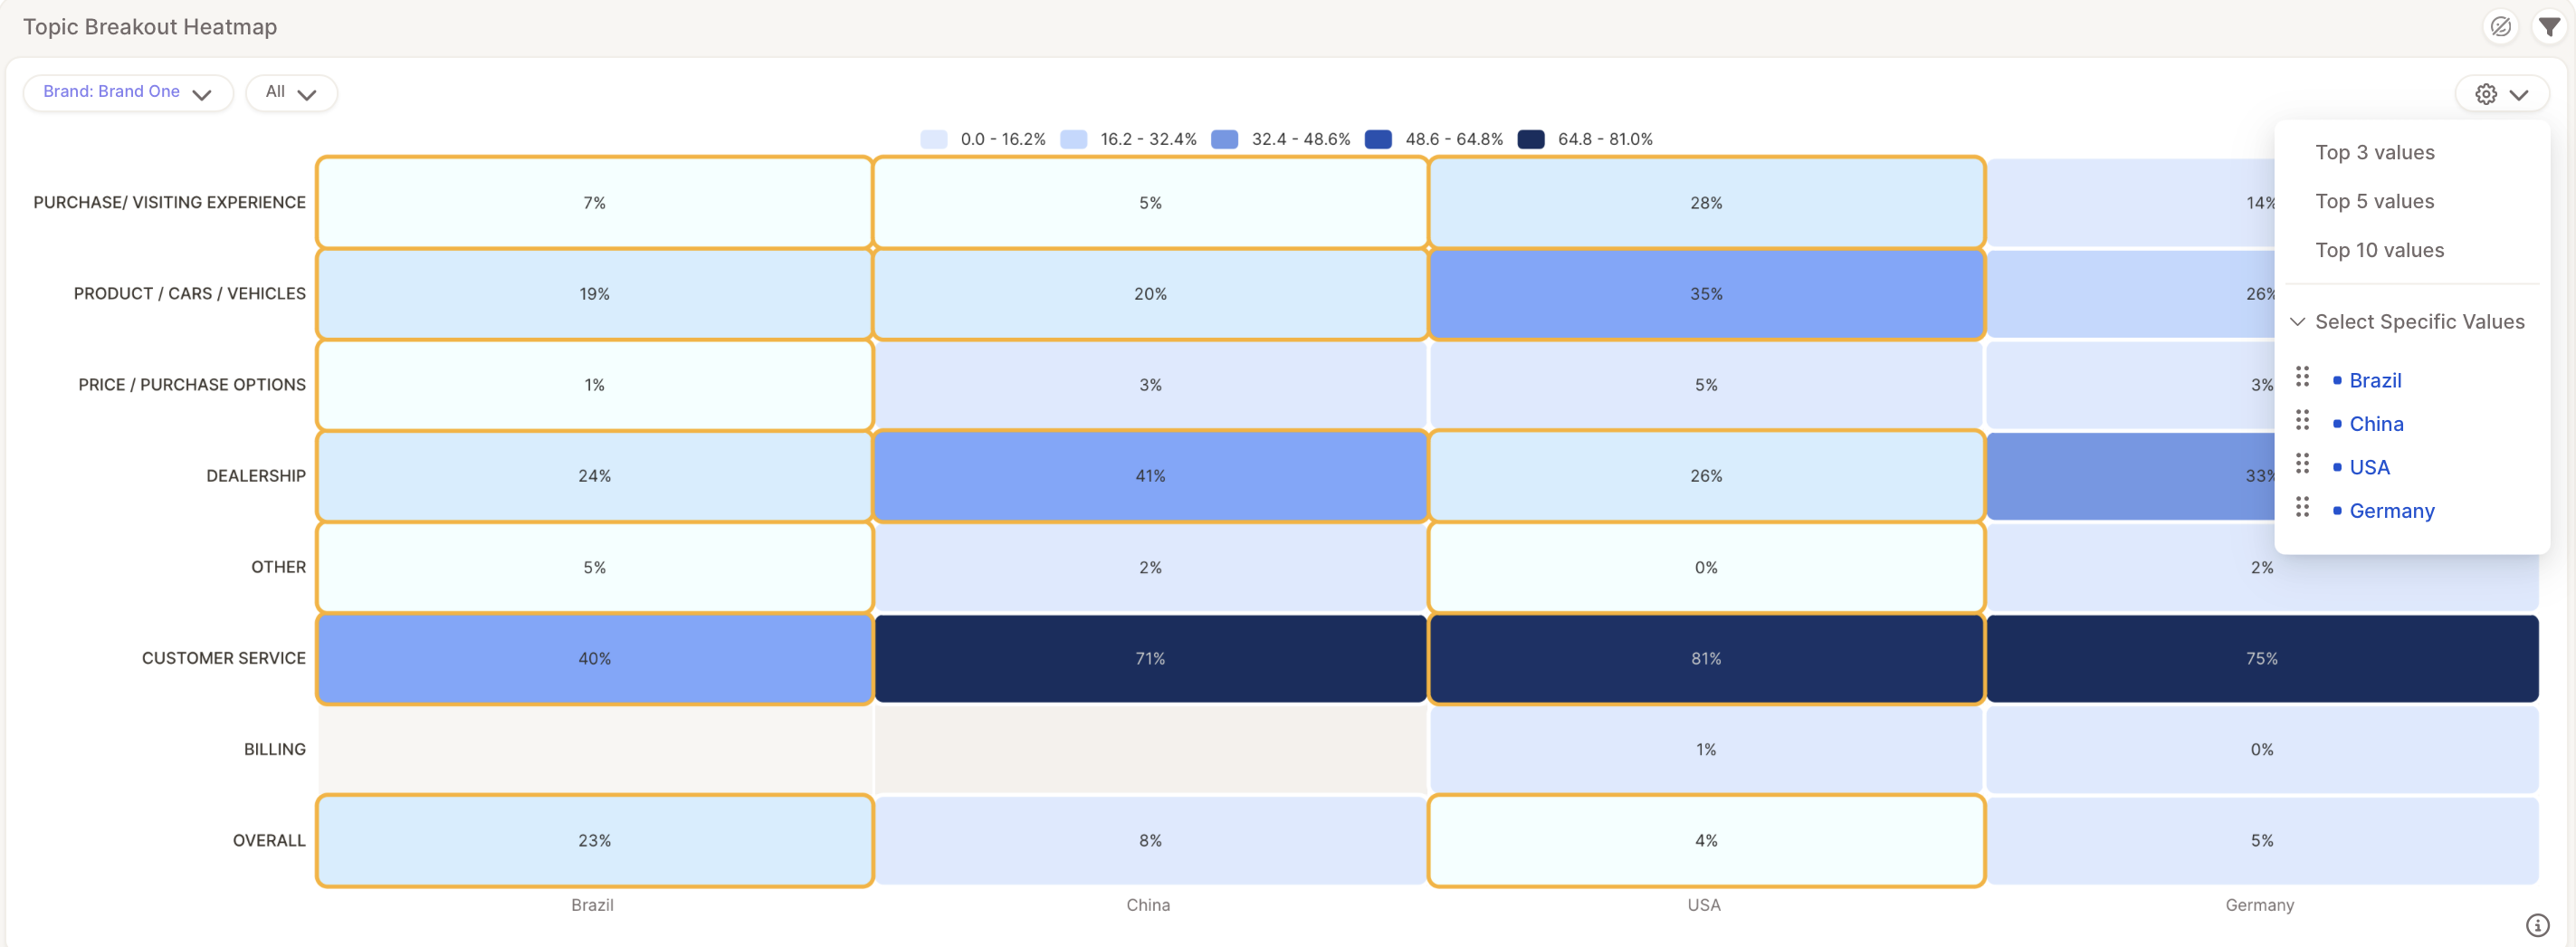 Topic Breakout Heatmap
Brand: Brand One
All
0.0 - 16.2% 16.2 - 32.4% 32.4 - 48.6% 48.6 - 64.8% 64.8 - 81.0%
Top 3 values
Top 5 values
Top 10 values
Select Specific Values
Brazil
China
USA
Germany
PURCHASE/ VISITING EXPERIENCE 7% 5% 28% 14%
PRODUCT / CARS / VEHICLES 19% 20% 35% 26%
PRICE / PURCHASE OPTIONS 1% 3% 5% 3%
DEALERSHIP 24% 41% 26% 33%
OTHER 5% 2% 0% 2%
CUSTOMER SERVICE 40% 71% 81% 75%
BILLING 1% 0%
OVERALL 23% 8% 4% 5%
Brazil China USA Germany